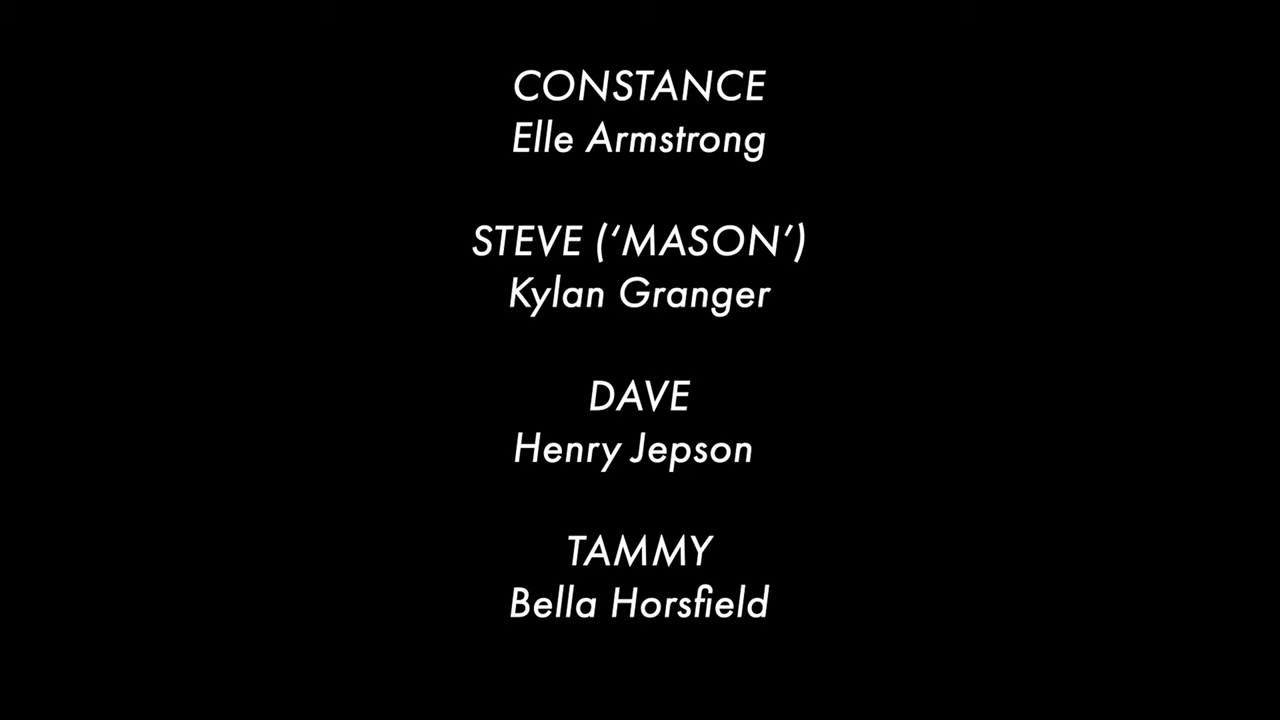 CONSTANCE
Elle Armstrong
STEVE (‘MASON’)
Kylan Granger
DAVE
Henry Jepson
TAMMY
Bella Horsfield